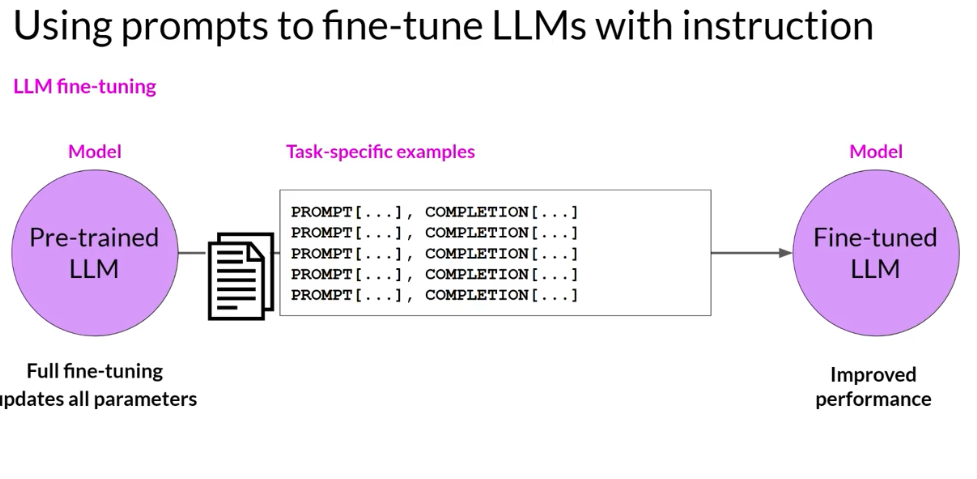 Using prompts to fine-tune LLMs with instruction
LLM fine-tuning
Model
Task-specific examples
Model
Pre-trained
LLM
PROMPT[...], COMPLETION[...]
PROMPT[...], COMPLETION[...]
PROMPT[...], COMPLETION[...]
PROMPT[...], COMPLETION[...]
PROMPT[...], COMPLETION[...]
Fine-tuned
LLM
Full fine-tuning
updates all parameters
Improved
performance